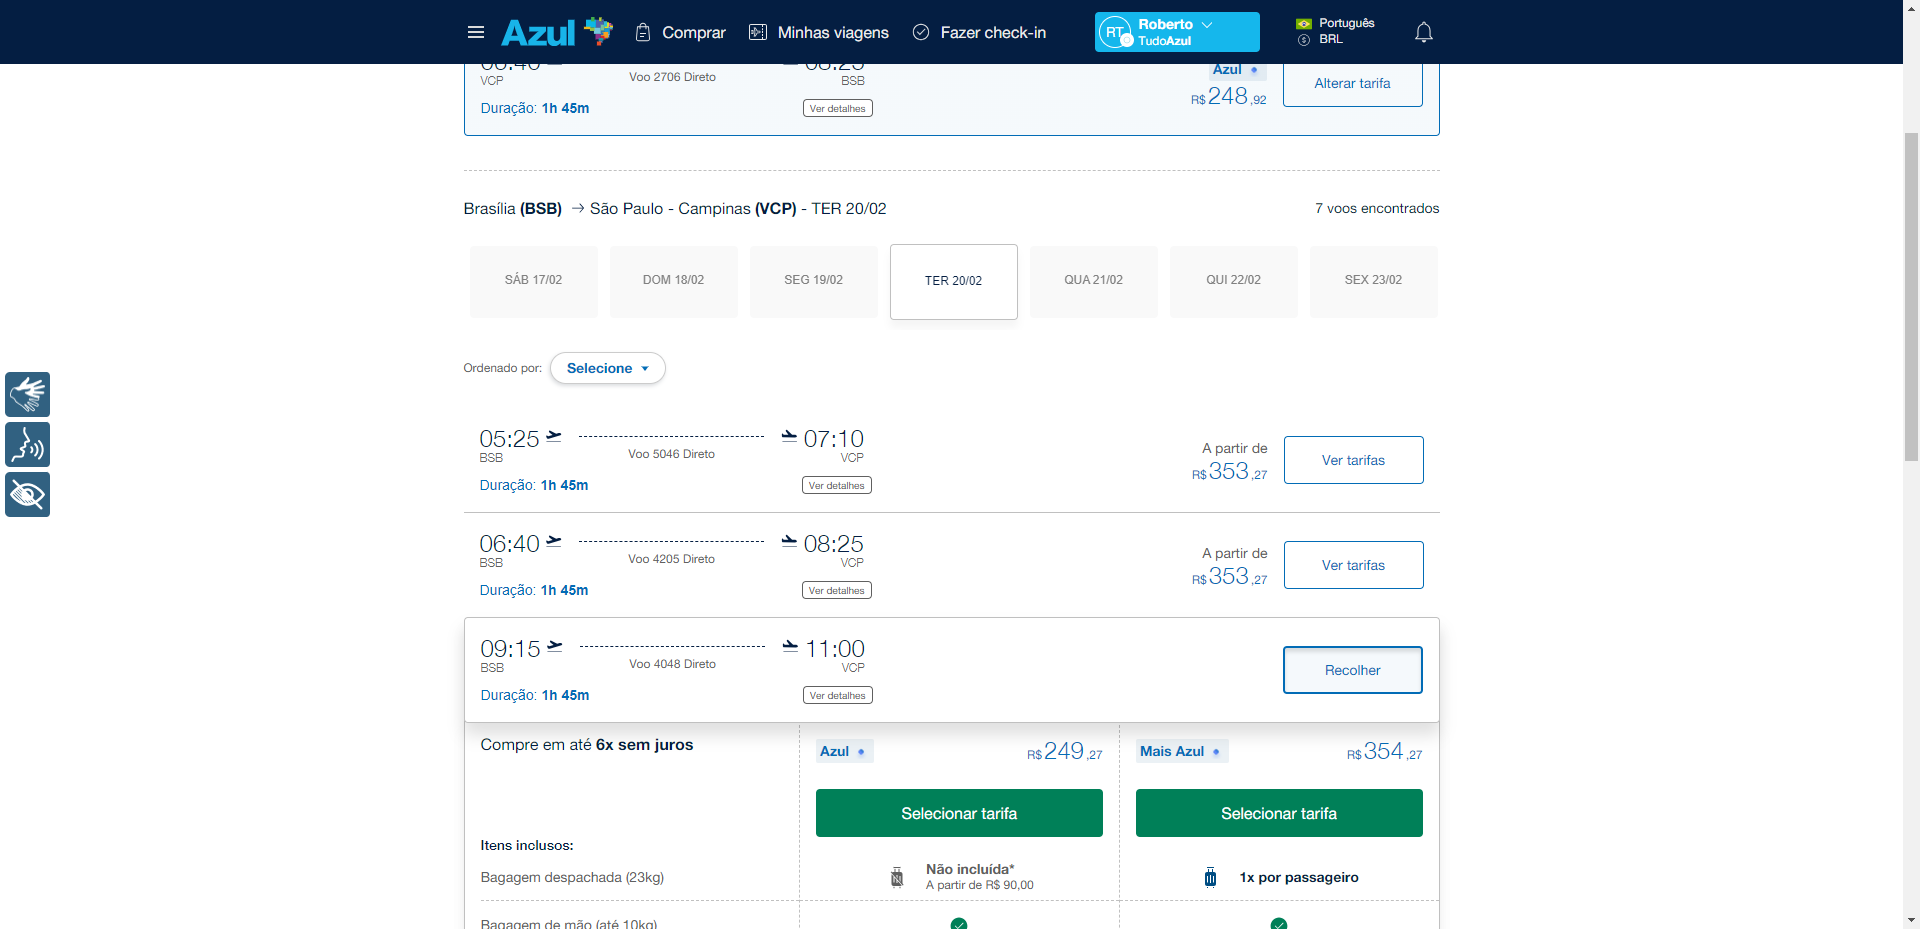 Azul
Comprar
Minhas viagens
Fazer check-in
RT
Roberto
TudoAzul
Português
BRL
06:40
08:25
VCP
Voo 2706 Direto
BSB
Azul
R$248,92
Alterar tarifa
Duração: 1h 45m
Ver detalhes
Brasília (BSB) → São Paulo - Campinas (VCP) - TER 20/02
7 voos encontrados
SÁB 17/02
DOM 18/02
SEG 19/02
TER 20/02
QUA 21/02
QUI 22/02
SEX 23/02
Ordenado por:
Selecione
05:25
07:10
BSB
Voo 5046 Direto
VCP
Duração: 1h 45m
Ver detalhes
A partir de
R$353,27
Ver tarifas
06:40
08:25
BSB
Voo 4205 Direto
VCP
Duração: 1h 45m
Ver detalhes
A partir de
R$353,27
Ver tarifas
09:15
11:00
BSB
Voo 4048 Direto
VCP
Duração: 1h 45m
Ver detalhes
Recolher
Compre em até 6x sem juros
Azul
R$249,27
Mais Azul
R$354,27
Selecionar tarifa
Selecionar tarifa
Itens inclusos:
Bagagem despachada (23kg)
Não incluída*
A partir de R$ 90,00
1x por passageiro
Bagagem de mão (até 10kg)